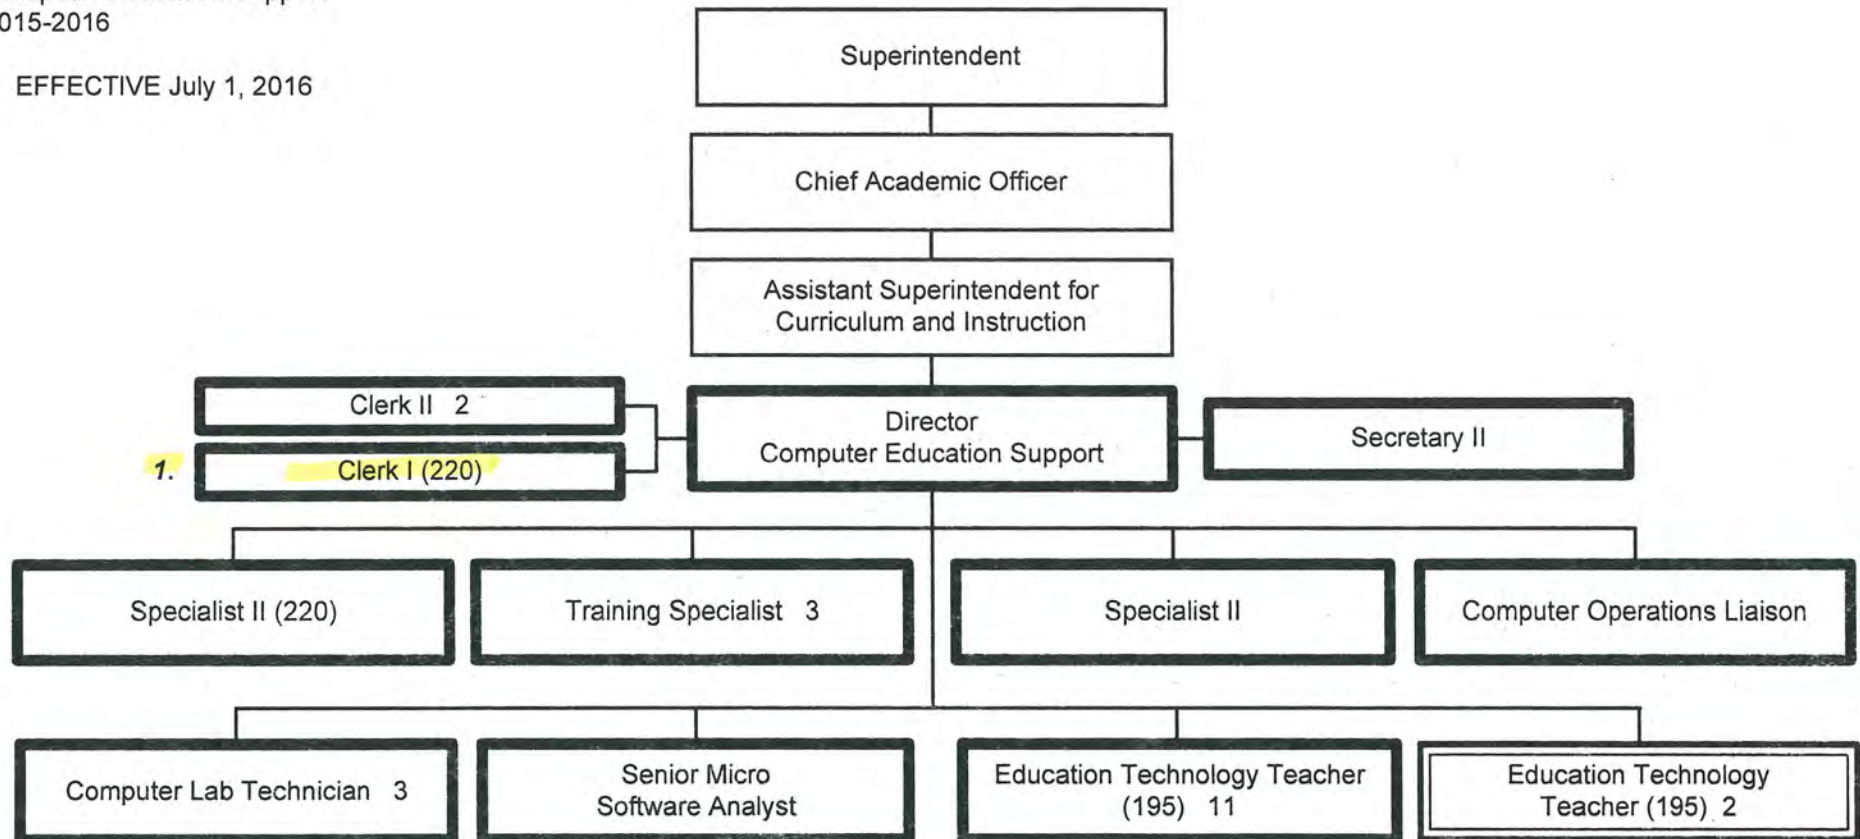 015-2016
EFFECTIVE July 1, 2016
Superintendent
Chief Academic Officer
Assistant Superintendent for
Curriculum and Instruction
Clerk II 2
1. Clerk I (220)
Director
Computer Education Support
Secretary II
Specialist II (220)
Training Specialist 3
Specialist II
Computer Operations Liaison
Computer Lab Technician 3
Senior Micro
Software Analyst
Education Technology Teacher
(195) 11
Education Technology
Teacher (195) 2